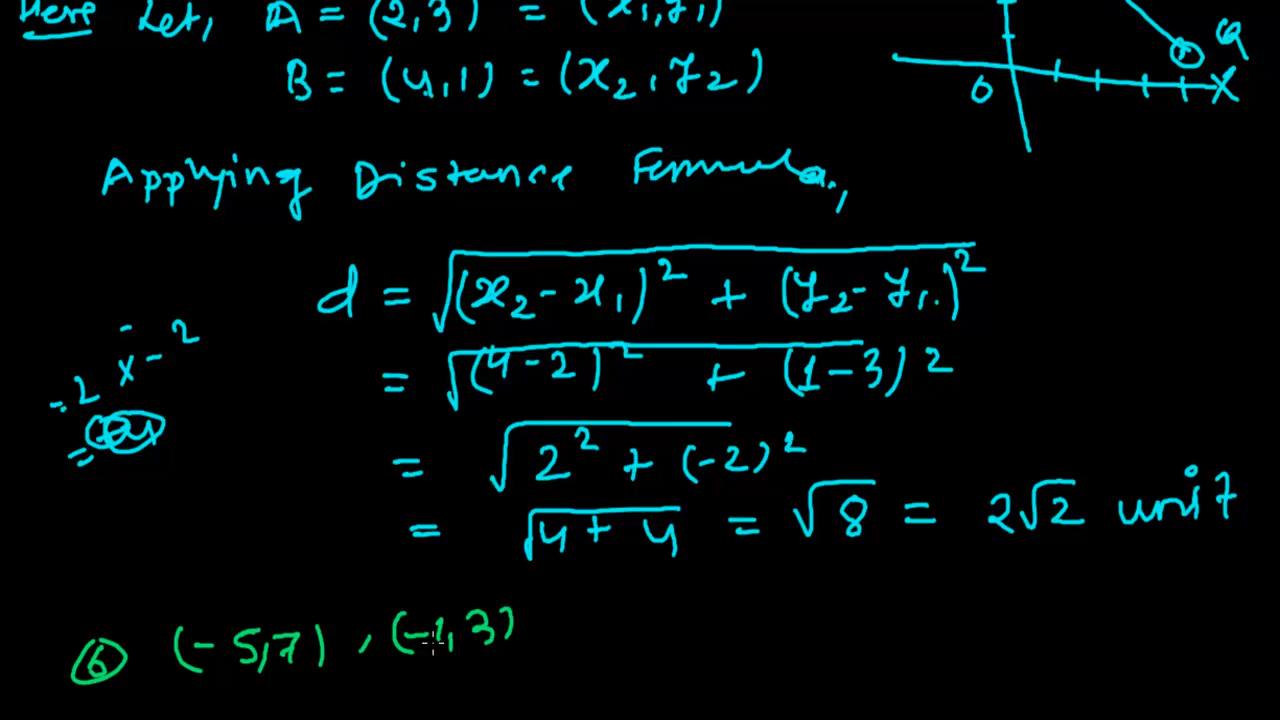 Here Let, A = (2,3) = (x₁,y₁)
B = (4,1) = (x₂,y₂)
Q
O X
Applying Distance Formula,
d = √(x₂-x₁)² + (y₂-y₁)²
= √(4-2)² + (1-3)²
-2 x -2
= √2² + (-2)²
= √4+4 = √8 = 2√2 unit
(-5,7), (-1,3)